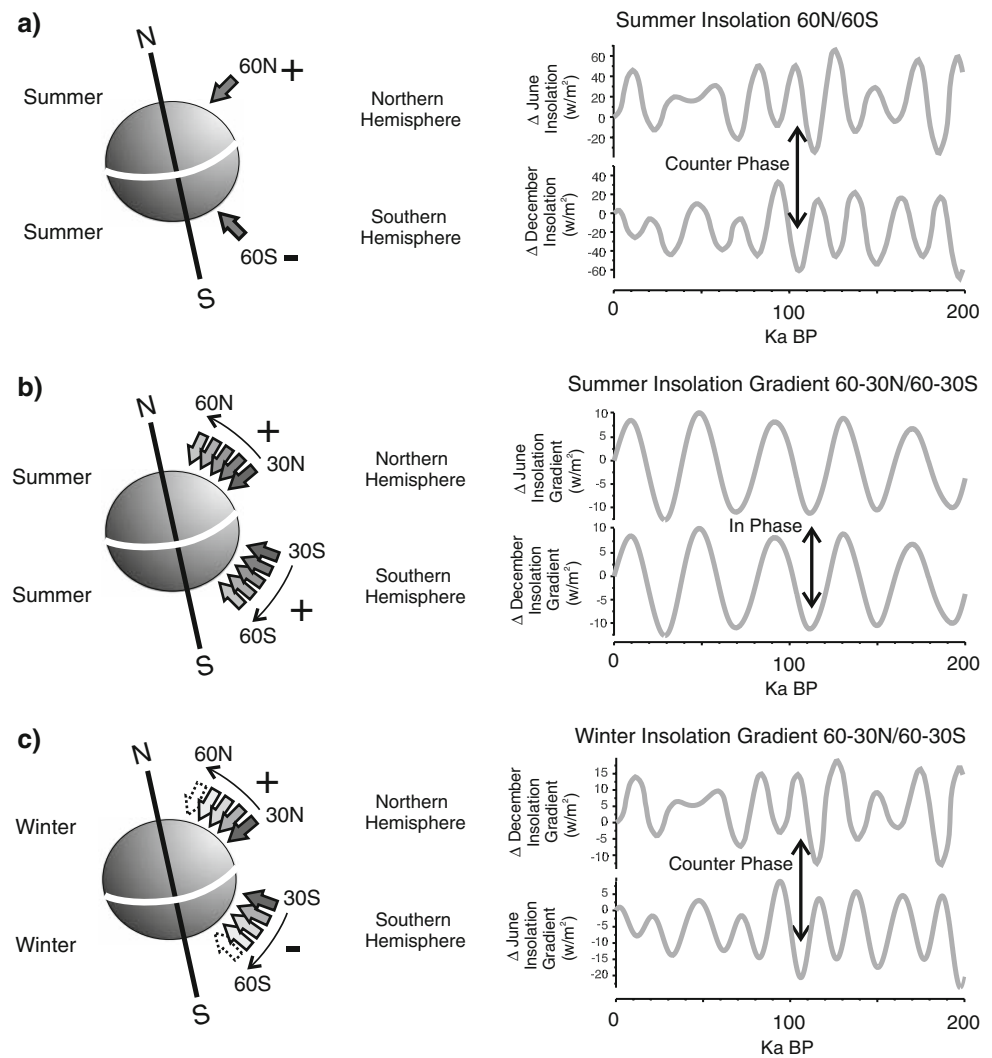 a)
N
60N +
Summer
Northern
Hemisphere
Summer
Southern
Hemisphere
60S -
S
Summer Insolation 60N/60S
Δ June
Insolation
(w/m²)
60
40
20
0
-20
Counter Phase
Δ December
Insolation
(w/m²)
40
20
0
-20
-40
-60
0
100
200
Ka BP
b)
N
60N
+
30N
Summer
Northern
Hemisphere
30S
Summer
Southern
Hemisphere
+
60S
S
Summer Insolation Gradient 60-30N/60-30S
Δ June
Insolation
Gradient
(w/m²)
10
5
0
-5
-10
In Phase
Δ December
Insolation
Gradient
(w/m²)
10
5
0
-5
-10
0
100
200
Ka BP
c)
N
60N
+
30N
Winter
Northern
Hemisphere
30S
Winter
Southern
Hemisphere
-
60S
S
Winter Insolation Gradient 60-30N/60-30S
Δ December
Insolation
Gradient
(w/m²)
15
10
5
0
-5
-10
Counter Phase
Δ June
Insolation
Gradient
(w/m²)
5
0
-5
-10
-15
-20
0
100
200
Ka BP